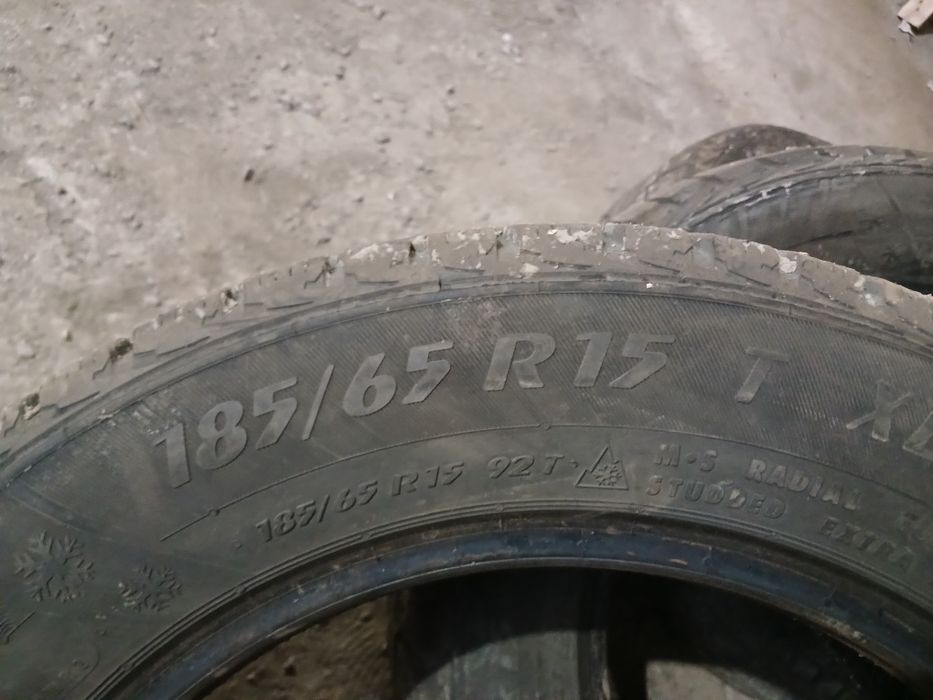 185/65 R15 T XL
185/65 R15 92T M·S RADIAL
STUDDED EXTRA